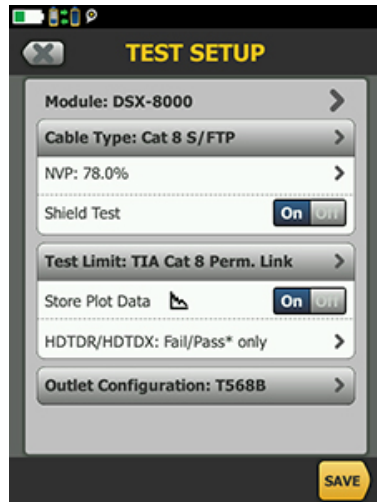 TEST SETUP
Module: DSX-8000
Cable Type: Cat 8 S/FTP
NVP: 78.0%
Shield Test On Off
Test Limit: TIA Cat 8 Perm. Link
Store Plot Data On Off
HDTDR/HDTDX: Fail/Pass* only
Outlet Configuration: T568B
SAVE